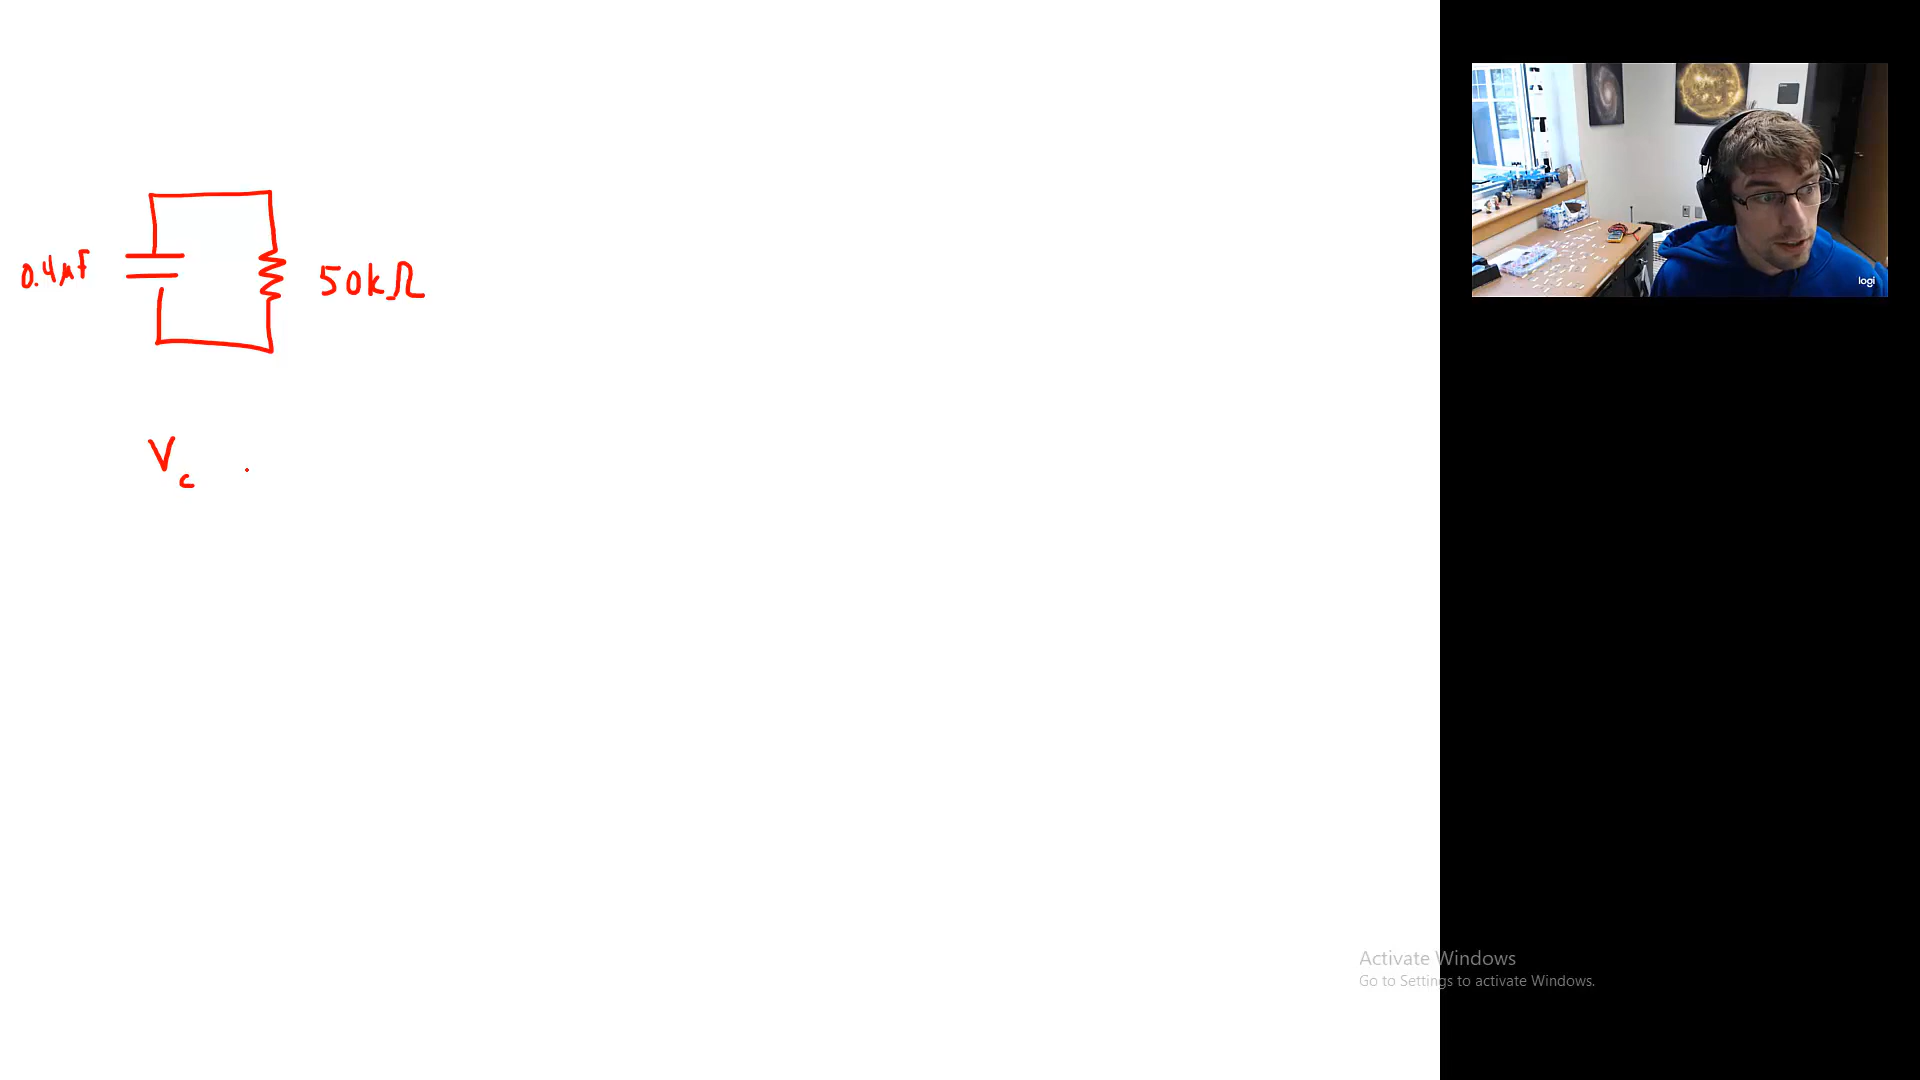 0.4μF
50kΩ
Vc
logi
Activate Windows
Go to Settings to activate Windows.